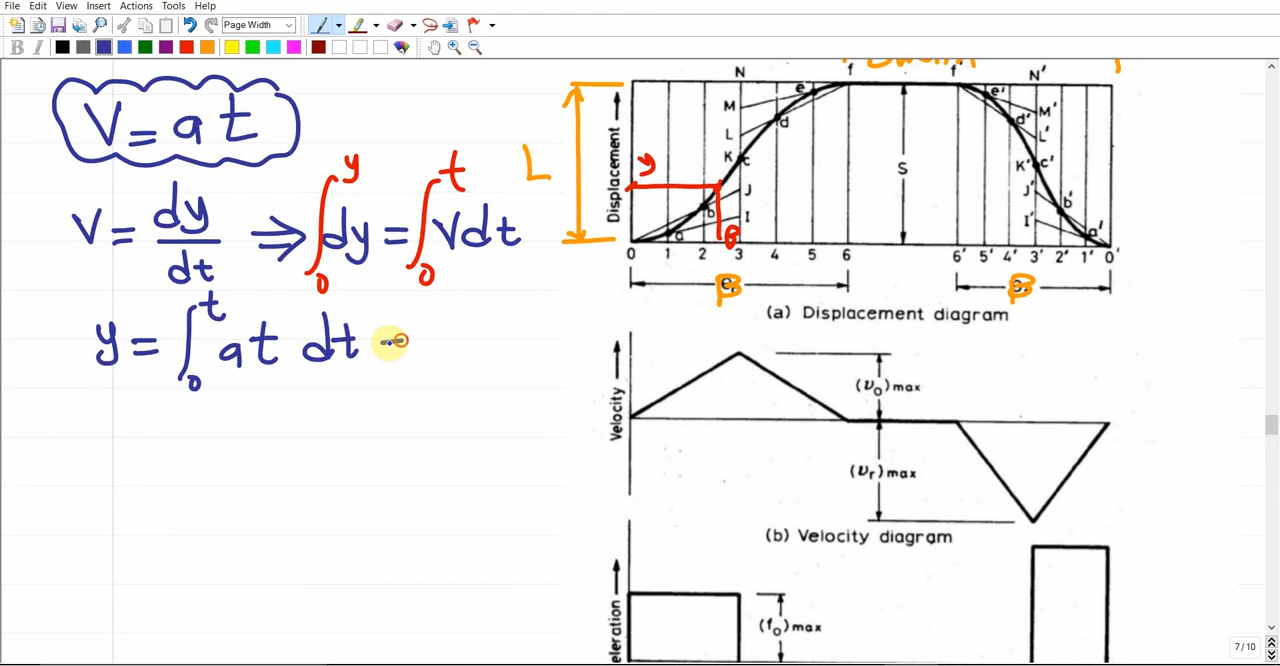 File Edit View Insert Actions Tools Help
Page Width
B I
V = a t
V = dy/dt ⇒ ∫₀ʸ dy = ∫₀ᵗ V dt
y = ∫₀ᵗ a t dt =
L
Displacement
N f f' N'
M e e' M'
L d d' L'
K c K' c'
y J b S J' b'
I a θ I' a'
0 1 2 3 4 5 6 6' 5' 4' 3' 2' 1' 0'
β β
(a) Displacement diagram
Velocity
(v₀)max
(vᵣ)max
(b) Velocity diagram
eleration
(f₀)max
7 / 10